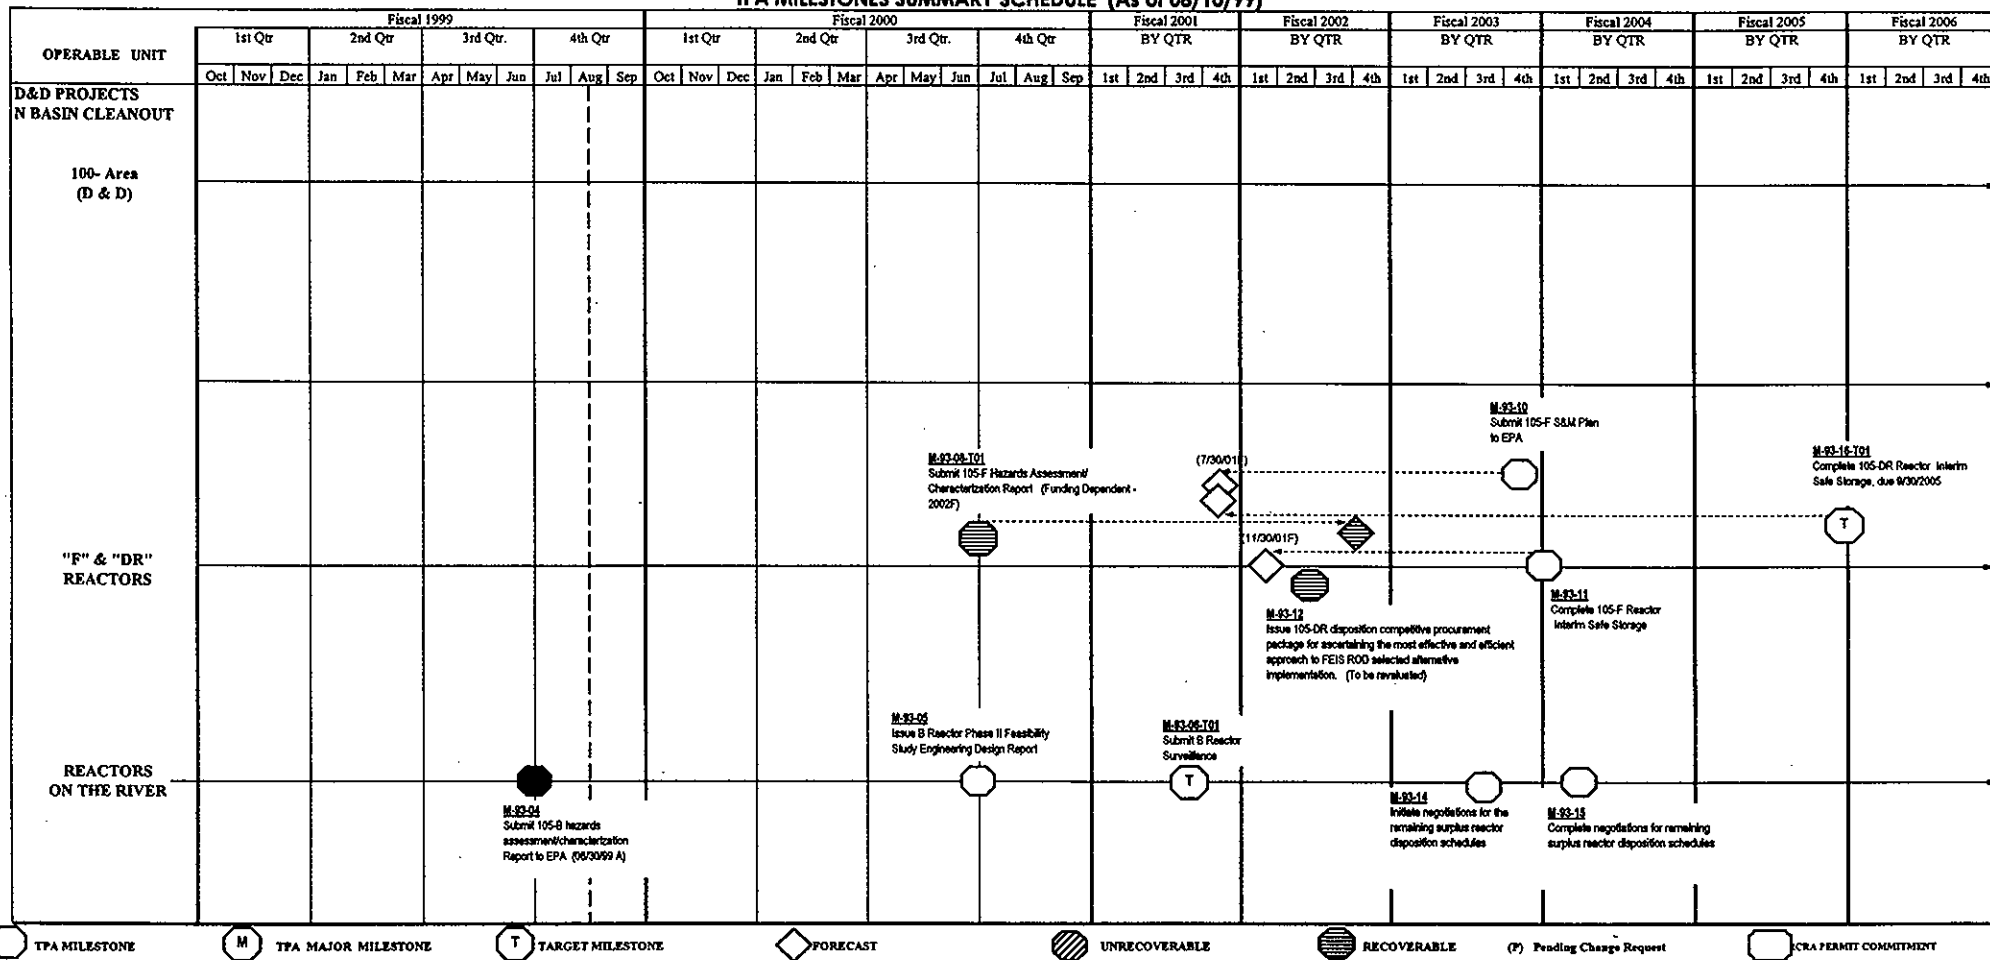 TPA MILESTONES SUMMARY SCHEDULE (As of 08/10/99)
OPERABLE UNIT
Fiscal 1999
Fiscal 2000
Fiscal 2001
Fiscal 2002
Fiscal 2003
Fiscal 2004
Fiscal 2005
Fiscal 2006
1st Qtr
2nd Qtr
3rd Qtr.
4th Qtr
1st Qtr
2nd Qtr
3rd Qtr.
4th Qtr
BY QTR
BY QTR
BY QTR
BY QTR
BY QTR
BY QTR
Oct Nov Dec Jan Feb Mar Apr May Jun Jul Aug Sep Oct Nov Dec Jan Feb Mar Apr May Jun Jul Aug Sep 1st 2nd 3rd 4th 1st 2nd 3rd 4th 1st 2nd 3rd 4th 1st 2nd 3rd 4th 1st 2nd 3rd 4th 1st 2nd 3rd 4th
D&D PROJECTS
N BASIN CLEANOUT
100- Area
(D & D)
"F" & "DR"
REACTORS
M-93-08-T01
Submit 105-F Hazards Assessment/
Characterization Report (Funding Dependent -
2002F)
(7/30/01F)
M-93-10
Submit 105-F S&M Plan
to EPA
M-93-16-T01
Complete 105-DR Reactor Interim
Safe Storage, due 9/30/2005
T
(11/30/01F)
M-93-12
Issue 105-DR disposition competitive procurement
package for ascertaining the most effective and efficient
approach to FEIS ROD selected alternative
implementation. (To be revaluated)
M-93-11
Complete 105-F Reactor
Interim Safe Storage
REACTORS
ON THE RIVER
M-93-04
Submit 105-B hazards
assessment/characterization
Report to EPA (06/30/99 A)
M-93-05
Issue B Reactor Phase II Feasibility
Study Engineering Design Report
M-93-06-T01
Submit B Reactor
Surveillance
T
M-93-14
Initiate negotiations for the
remaining surplus reactor
disposition schedules
M-93-15
Complete negotiations for remaining
surplus reactor disposition schedules
TPA MILESTONE
M TPA MAJOR MILESTONE
T TARGET MILESTONE
FORECAST
UNRECOVERABLE
RECOVERABLE
(P) Pending Change Request
CRA PERMIT COMMITMENT